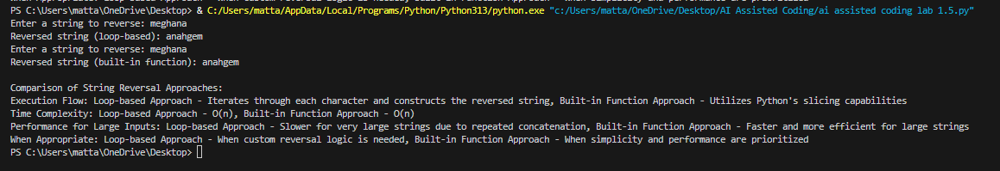 PS C:\Users\matta\OneDrive\Desktop> & C:/Users/matta/AppData/Local/Programs/Python/Python313/python.exe "c:/Users/matta/OneDrive/Desktop/AI Assisted Coding/ai assisted coding lab 1.5.py"
Enter a string to reverse: meghana
Reversed string (loop-based): anahgem
Enter a string to reverse: meghana
Reversed string (built-in function): anahgem
Comparison of String Reversal Approaches:
Execution Flow: Loop-based Approach - Iterates through each character and constructs the reversed string, Built-in Function Approach - Utilizes Python's slicing capabilities
Time Complexity: Loop-based Approach - O(n), Built-in Function Approach - O(n)
Performance for Large Inputs: Loop-based Approach - Slower for very large strings due to repeated concatenation, Built-in Function Approach - Faster and more efficient for large strings
When Appropriate: Loop-based Approach - When custom reversal logic is needed, Built-in Function Approach - When simplicity and performance are prioritized
PS C:\Users\matta\OneDrive\Desktop>